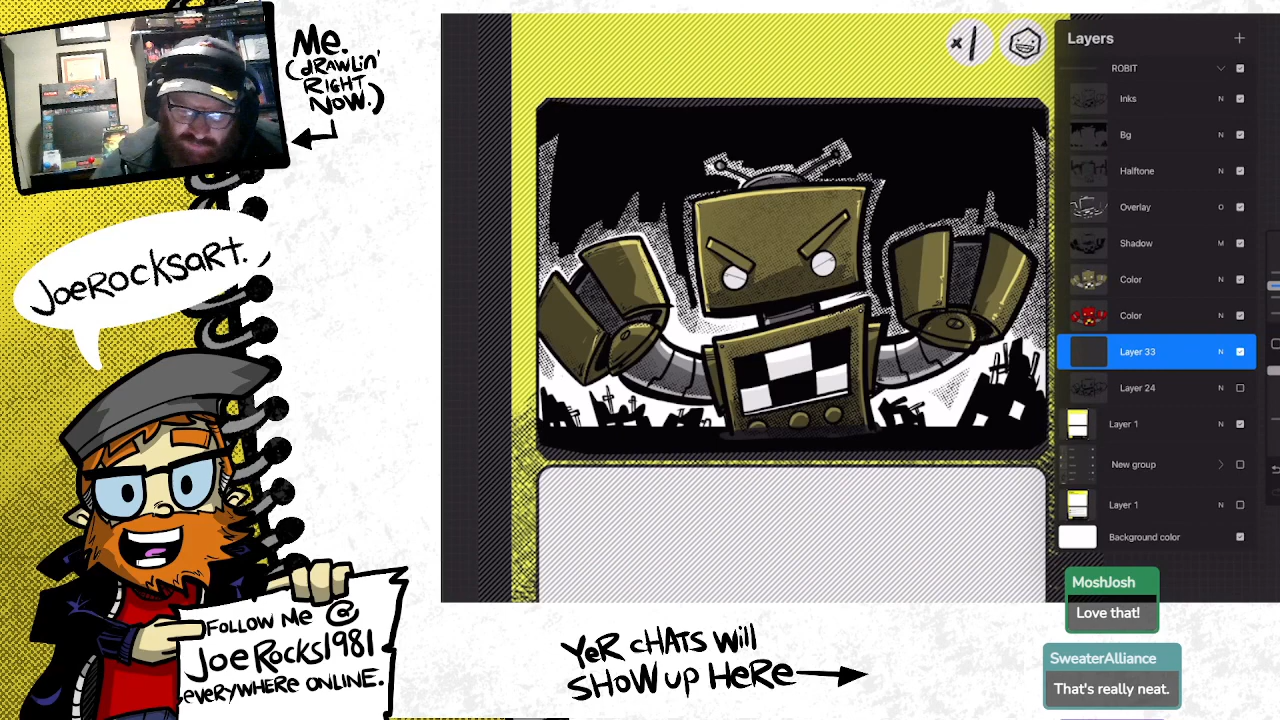 Me.
(dRAWLin'
RiGHT
NoW.)
JoeRocksart.
FoLLoW Me @
JoeRocks1981
everYWHeRe onLiNe.
x1
Layers
ROBIT
Inks N
Bg N
Halftone N
Overlay O
Shadow M
Color N
Color N
Layer 33 N
Layer 24 N
Layer 1 N
New group
Layer 1 N
Background color
YeR cHATs Will
SHoW up HeRe
MoshJosh
Love that!
SweaterAlliance
That's really neat.